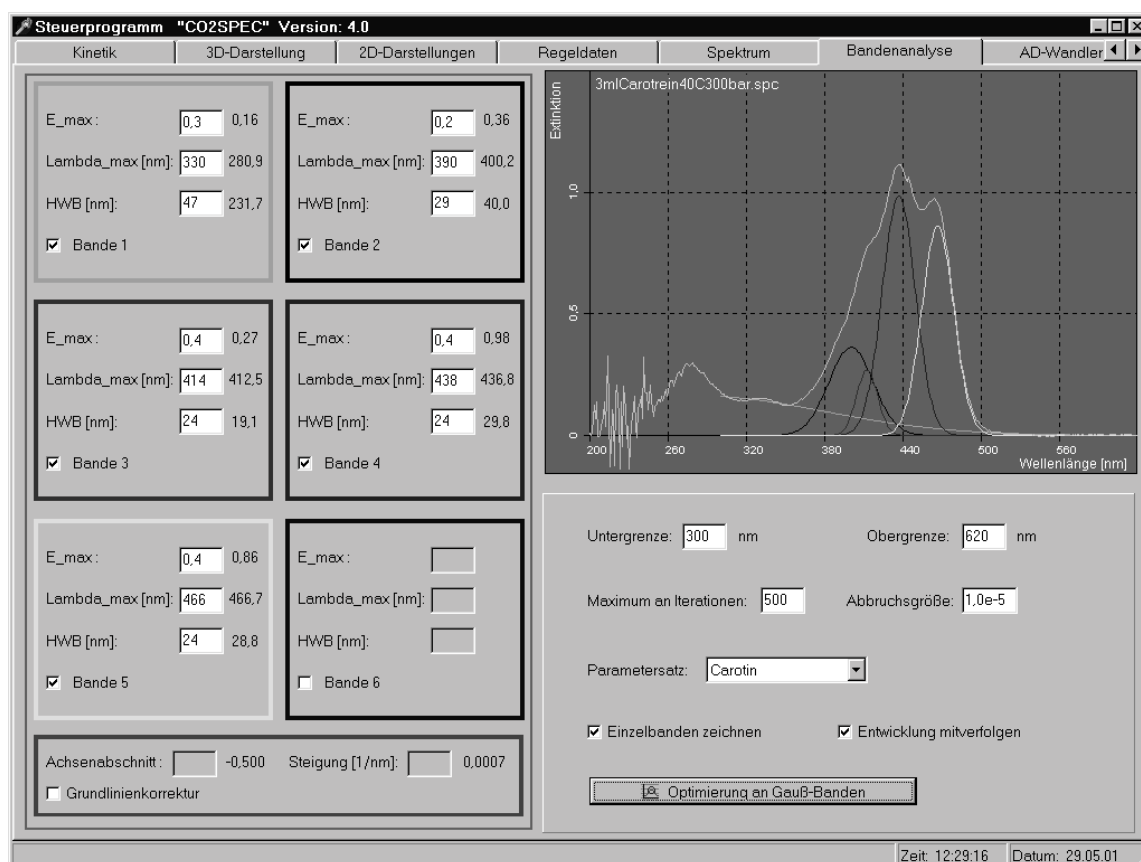 Steuerprogramm "CO2SPEC" Version: 4.0
Kinetik 3D-Darstellung 2D-Darstellungen Regeldaten Spektrum Bandenanalyse AD-Wandler
E_max: 0,3 0,16
Lambda_max [nm]: 330 280,9
HWB [nm]: 47 231,7
Bande 1
E_max: 0,2 0,36
Lambda_max [nm]: 390 400,2
HWB [nm]: 29 40,0
Bande 2
E_max: 0,4 0,27
Lambda_max [nm]: 414 412,5
HWB [nm]: 24 19,1
Bande 3
E_max: 0,4 0,98
Lambda_max [nm]: 438 436,8
HWB [nm]: 24 29,8
Bande 4
E_max: 0,4 0,86
Lambda_max [nm]: 466 466,7
HWB [nm]: 24 28,8
Bande 5
E_max:
Lambda_max [nm]:
HWB [nm]:
Bande 6
Achsenabschnitt: -0,500 Steigung [1/nm]: 0,0007
Grundlinienkorrektur
3mlCarotrein40C300bar.spc
Extinktion
1.0
0.5
0
200 260 320 380 440 500 560
Wellenlänge [nm]
Untergrenze: 300 nm Obergrenze: 620 nm
Maximum an Iterationen: 500 Abbruchsgröße: 1,0e-5
Parametersatz: Carotin
Einzelbanden zeichnen Entwicklung mitverfolgen
Optimierung an Gauß-Banden
Zeit: 12:29:16 Datum: 29.05.01